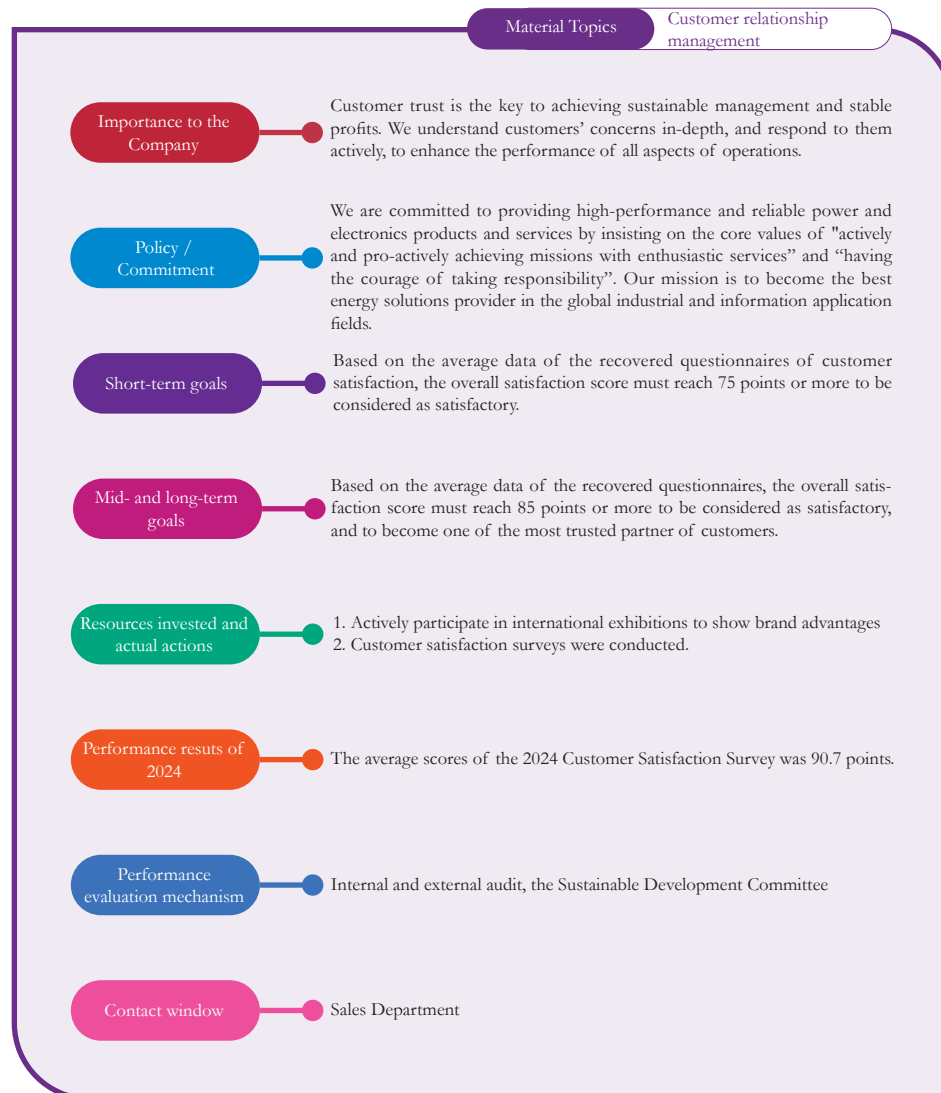 Material Topics
Customer relationship
management
Importance to the
Company
Customer trust is the key to achieving sustainable management and stable
profits. We understand customers’ concerns in-depth, and respond to them
actively, to enhance the performance of all aspects of operations.
Policy /
Commitment
We are committed to providing high-performance and reliable power and
electronics products and services by insisting on the core values of "actively
and pro-actively achieving missions with enthusiastic services” and “having
the courage of taking responsibility”. Our mission is to become the best
energy solutions provider in the global industrial and information application
fields.
Short-term goals
Based on the average data of the recovered questionnaires of customer
satisfaction, the overall satisfaction score must reach 75 points or more to be
considered as satisfactory.
Mid- and long-term
goals
Based on the average data of the recovered questionnaires, the overall satis-
faction score must reach 85 points or more to be considered as satisfactory,
and to become one of the most trusted partner of customers.
Resources invested and
actual actions
1. Actively participate in international exhibitions to show brand advantages
2. Customer satisfaction surveys were conducted.
Performance resuts of
2024
The average scores of the 2024 Customer Satisfaction Survey was 90.7 points.
Performance
evaluation mechanism
Internal and external audit, the Sustainable Development Committee
Contact window
Sales Department